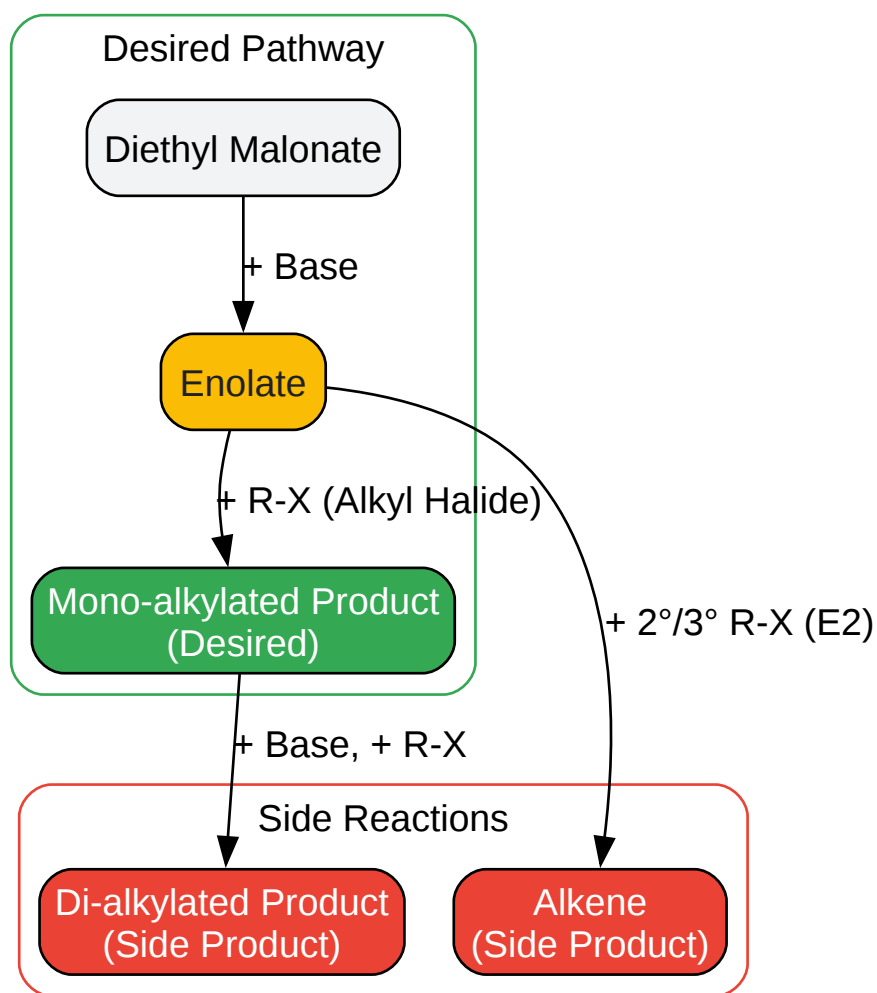 Desired Pathway
Diethyl Malonate
+ Base
Enolate
+ R-X (Alkyl Halide)
Mono-alkylated Product
(Desired)
+ 2°/3° R-X (E2)
+ Base, + R-X
Side Reactions
Di-alkylated Product
(Side Product)
Alkene
(Side Product)